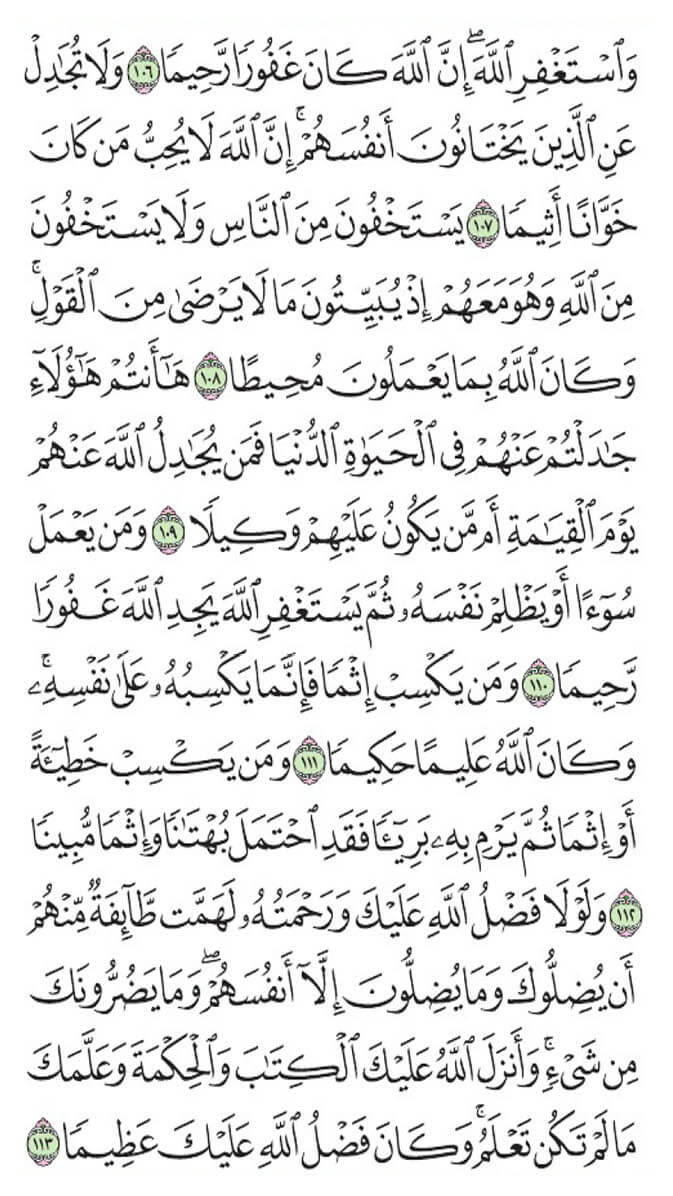 وَٱسۡتَغۡفِرِ ٱللَّهَۖ إِنَّ ٱللَّهَ كَانَ غَفُورٗا رَّحِيمٗا ١٠٦ وَلَا تُجَٰدِلۡ
عَنِ ٱلَّذِينَ يَخۡتَانُونَ أَنفُسَهُمۡۚ إِنَّ ٱللَّهَ لَا يُحِبُّ مَن كَانَ
خَوَّانًا أَثِيمٗا ١٠٧ يَسۡتَخۡفُونَ مِنَ ٱلنَّاسِ وَلَا يَسۡتَخۡفُونَ
مِنَ ٱللَّهِ وَهُوَ مَعَهُمۡ إِذۡ يُبَيِّتُونَ مَا لَا يَرۡضَىٰ مِنَ ٱلۡقَوۡلِۚ
وَكَانَ ٱللَّهُ بِمَا يَعۡمَلُونَ مُحِيطًا ١٠٨ هَٰٓأَنتُمۡ هَٰٓؤُلَآءِ
جَٰدَلۡتُمۡ عَنۡهُمۡ فِي ٱلۡحَيَوٰةِ ٱلدُّنۡيَا فَمَن يُجَٰدِلُ ٱللَّهَ عَنۡهُمۡ
يَوۡمَ ٱلۡقِيَٰمَةِ أَم مَّن يَكُونُ عَلَيۡهِمۡ وَكِيلٗا ١٠٩ وَمَن يَعۡمَلۡ
سُوٓءًا أَوۡ يَظۡلِمۡ نَفۡسَهُۥ ثُمَّ يَسۡتَغۡفِرِ ٱللَّهَ يَجِدِ ٱللَّهَ غَفُورٗا
رَّحِيمٗا ١١٠ وَمَن يَكۡسِبۡ إِثۡمٗا فَإِنَّمَا يَكۡسِبُهُۥ عَلَىٰ نَفۡسِهِۦۚ
وَكَانَ ٱللَّهُ عَلِيمًا حَكِيمٗا ١١١ وَمَن يَكۡسِبۡ خَطِيٓـَٔةً
أَوۡ إِثۡمٗا ثُمَّ يَرۡمِ بِهِۦ بَرِيٓـٔٗا فَقَدِ ٱحۡتَمَلَ بُهۡتَٰنٗا وَإِثۡمٗا مُّبِينٗا
١١٢ وَلَوۡلَا فَضۡلُ ٱللَّهِ عَلَيۡكَ وَرَحۡمَتُهُۥ لَهَمَّت طَّآئِفَةٞ مِّنۡهُمۡ
أَن يُضِلُّوكَ وَمَا يُضِلُّونَ إِلَّآ أَنفُسَهُمۡۖ وَمَا يَضُرُّونَكَ
مِن شَيۡءٖۚ وَأَنزَلَ ٱللَّهُ عَلَيۡكَ ٱلۡكِتَٰبَ وَٱلۡحِكۡمَةَ وَعَلَّمَكَ
مَا لَمۡ تَكُن تَعۡلَمُۚ وَكَانَ فَضۡلُ ٱللَّهِ عَلَيۡكَ عَظِيمٗا ١١٣